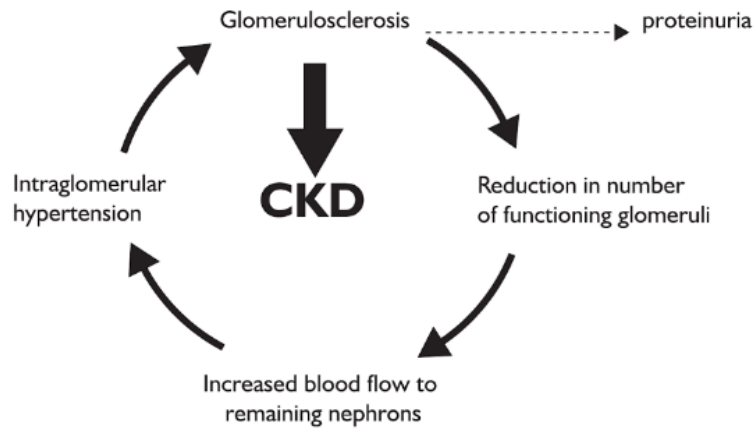 Glomerulosclerosis
proteinuria
Intraglomerular
hypertension
CKD
Reduction in number
of functioning glomeruli
Increased blood flow to
remaining nephrons